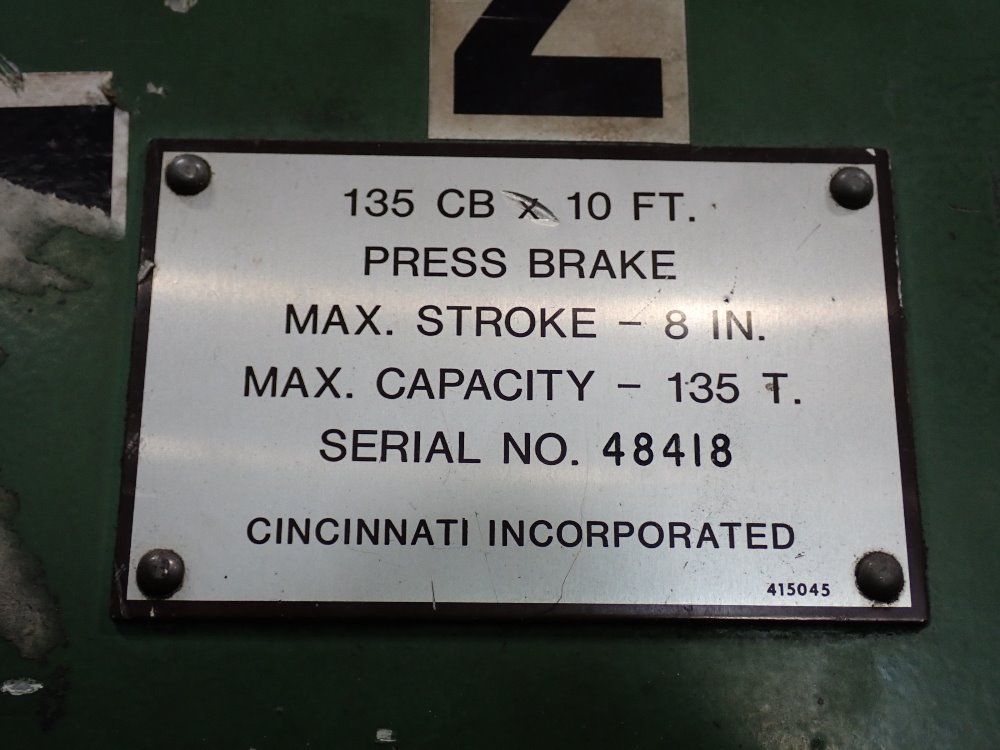 135 CB x 10 FT.
PRESS BRAKE
MAX. STROKE – 8 IN.
MAX. CAPACITY – 135 T.
SERIAL NO. 48418
CINCINNATI INCORPORATED
415045